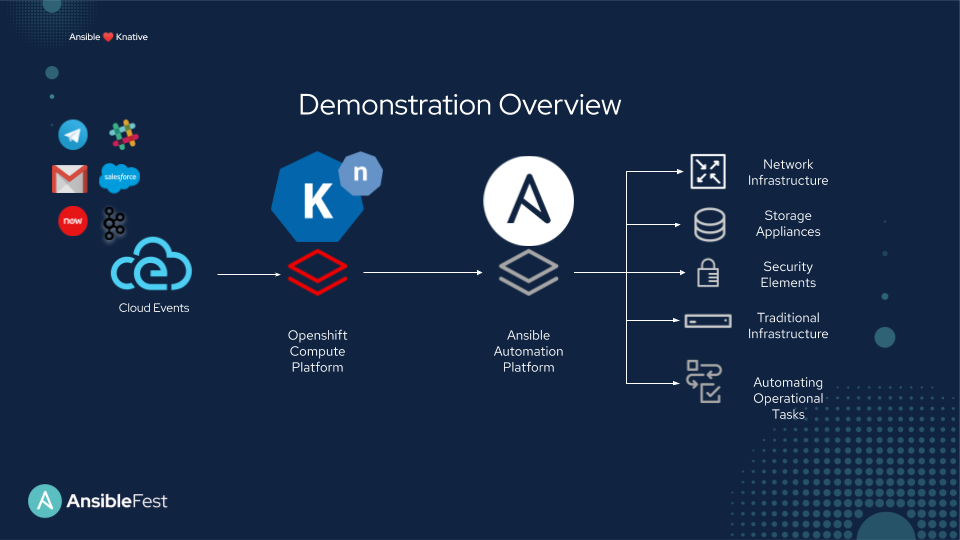 Ansible ❤️ Knative
Demonstration Overview
salesforce
now
Cloud Events
K
n
Openshift
Compute
Platform
Ansible
Automation
Platform
Network
Infrastructure
Storage
Appliances
Security
Elements
Traditional
Infrastructure
Automating
Operational
Tasks
AnsibleFest